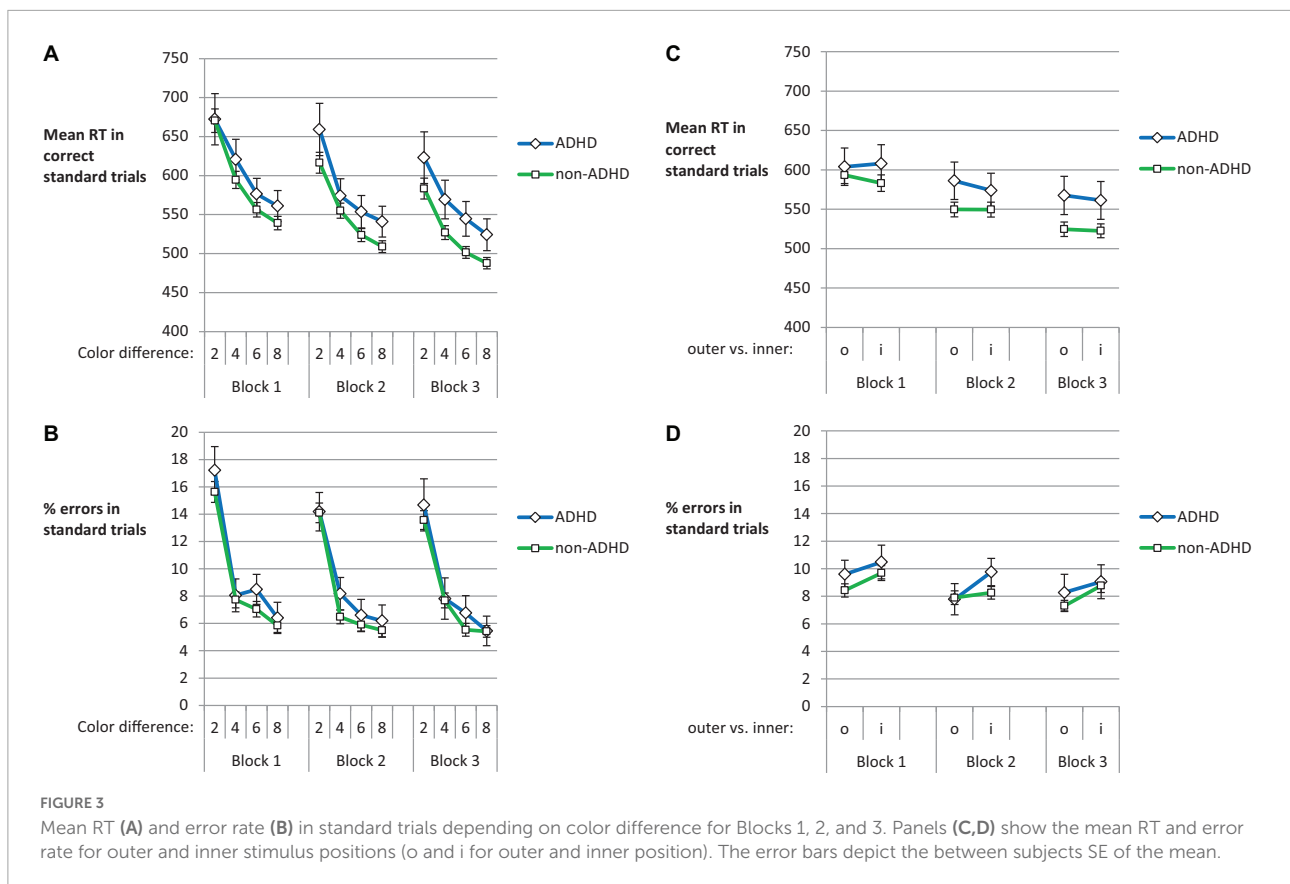 A
750
700
650
600
550
500
450
400
Mean RT in
correct
standard trials
ADHD
non-ADHD
Color difference: 2 4 6 8 2 4 6 8 2 4 6 8
Block 1 Block 2 Block 3
C
750
700
650
600
550
500
450
400
Mean RT in
correct
standard trials
ADHD
non-ADHD
outer vs. inner: o i o i o i
Block 1 Block 2 Block 3
B
20
18
16
14
12
10
8
6
4
2
0
% errors in
standard trials
ADHD
non-ADHD
Color difference: 2 4 6 8 2 4 6 8 2 4 6 8
Block 1 Block 2 Block 3
D
20
18
16
14
12
10
8
6
4
2
0
% errors in
standard trials
ADHD
non-ADHD
outer vs. inner: o i o i o i
Block 1 Block 2 Block 3
FIGURE 3
Mean RT (A) and error rate (B) in standard trials depending on color difference for Blocks 1, 2, and 3. Panels (C,D) show the mean RT and error
rate for outer and inner stimulus positions (o and i for outer and inner position). The error bars depict the between subjects SE of the mean.